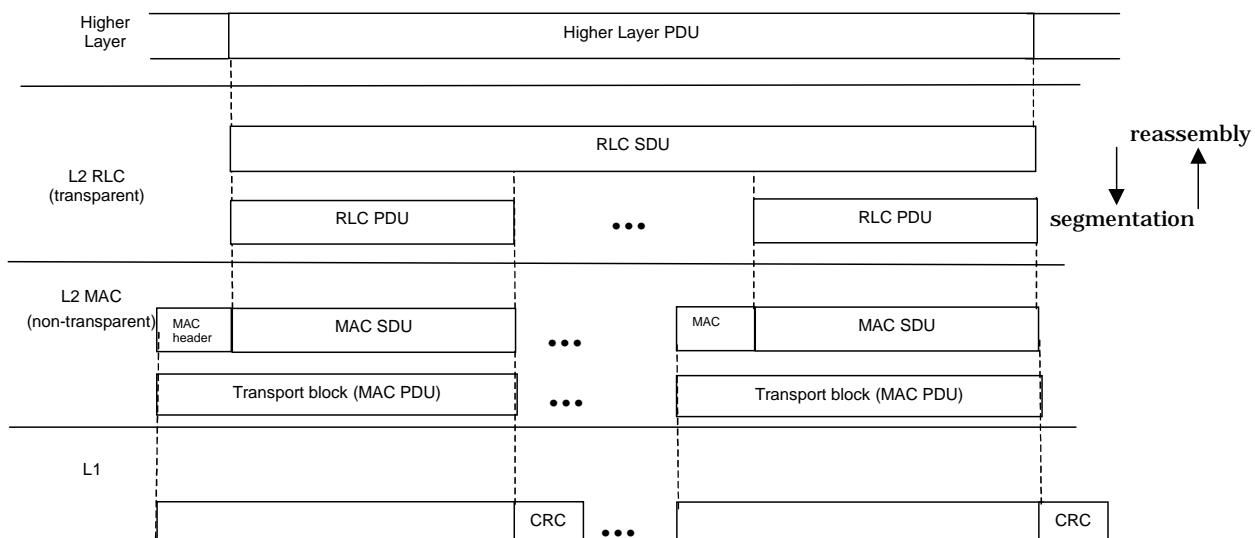 Higher
Layer
Higher Layer PDU
RLC SDU
reassembly
L2 RLC
(transparent)
RLC PDU
•••
RLC PDU
segmentation
L2 MAC
(non-transparent)
MAC
header
MAC SDU
•••
MAC
MAC SDU
Transport block (MAC PDU)
•••
Transport block (MAC PDU)
L1
CRC
•••
CRC